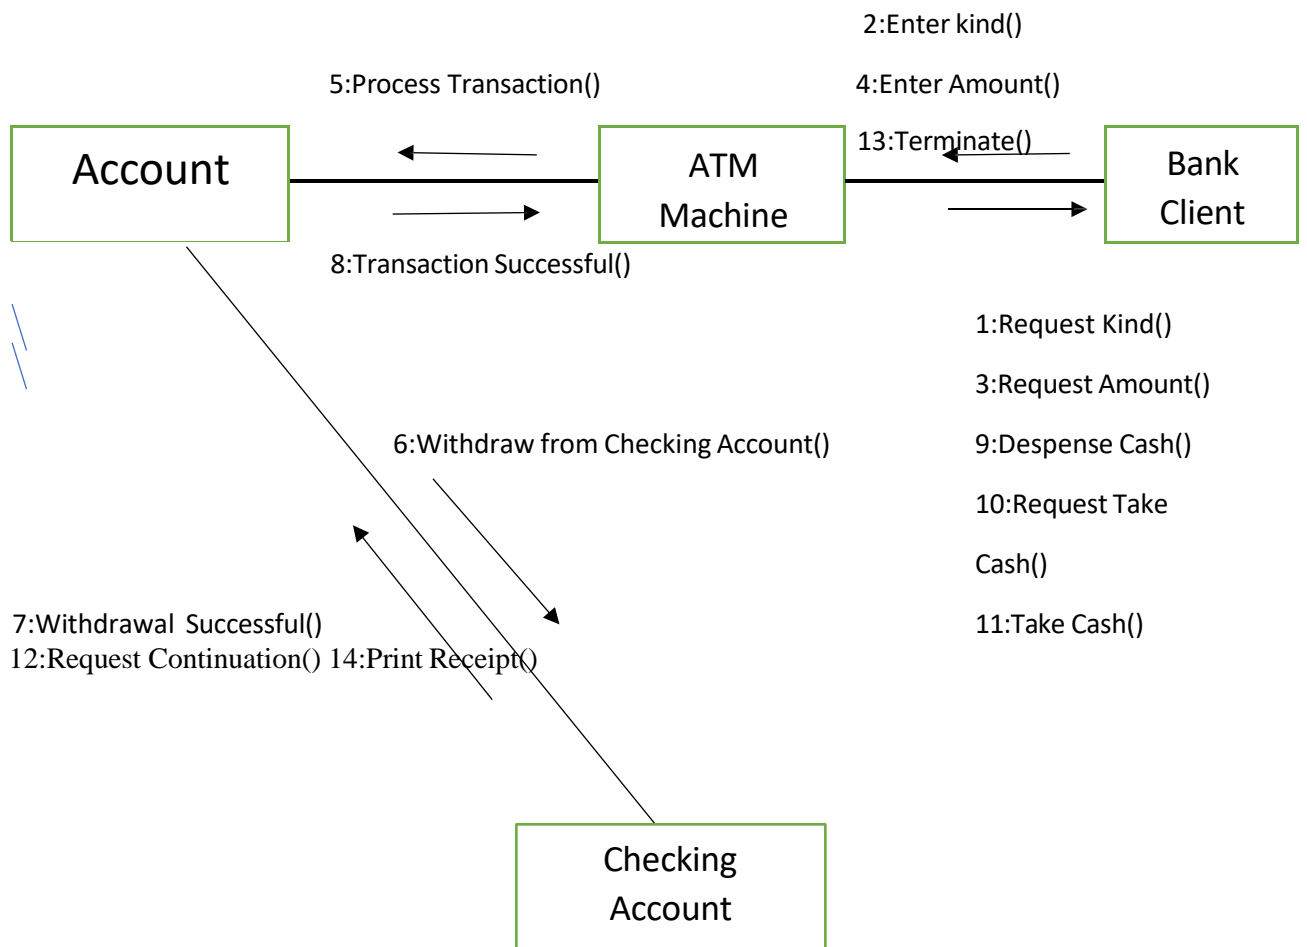 2:Enter kind()
5:Process Transaction()
4:Enter Amount()
13:Terminate()
Account
ATM
Machine
Bank
Client
8:Transaction Successful()
1:Request Kind()
3:Request Amount()
6:Withdraw from Checking Account()
9:Despense Cash()
10:Request Take
Cash()
7:Withdrawal Successful()
11:Take Cash()
12:Request Continuation() 14:Print Receipt()
Checking
Account